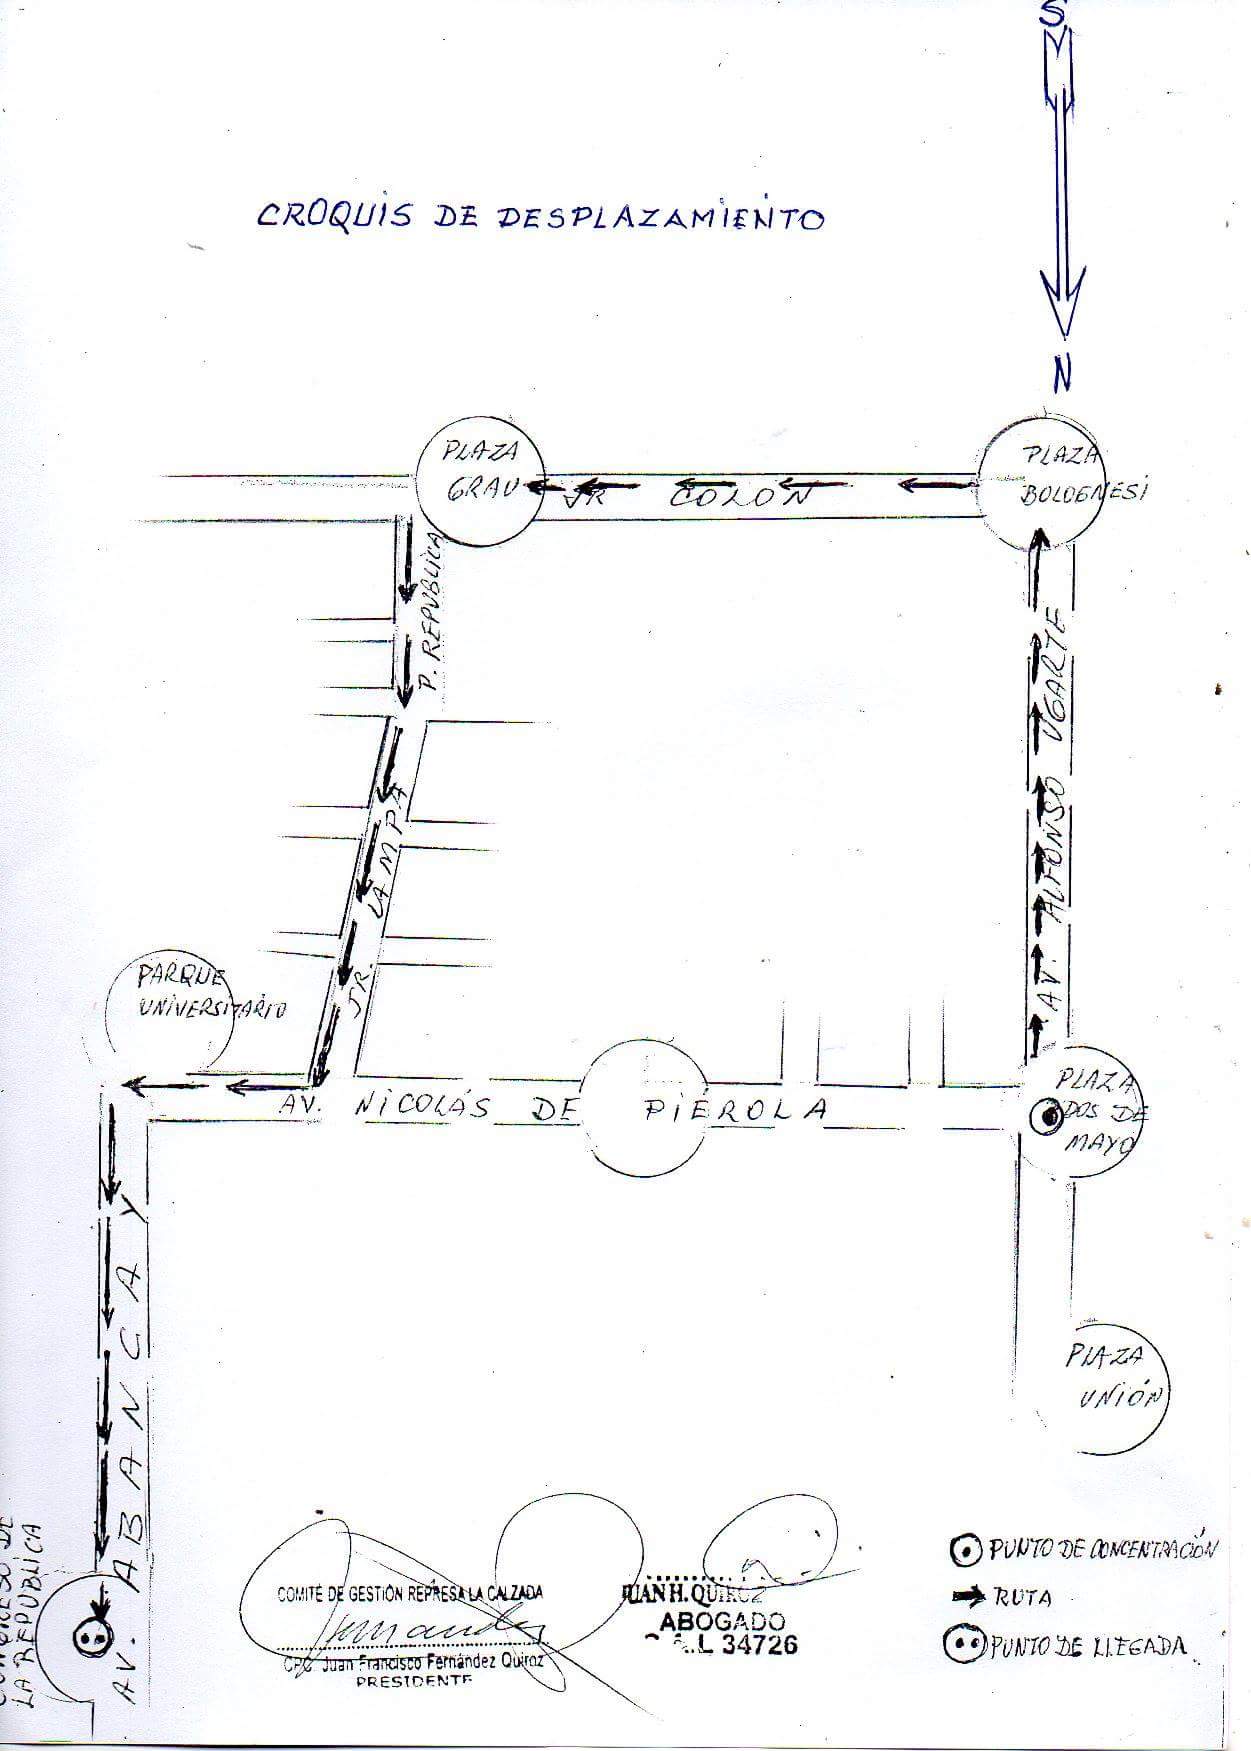 S
N
CROQUIS DE DESPLAZAMIENTO
PLAZA
GRAU
JR COLON
PLAZA
BOLOGNESI
P. REPUBLICA
AV. ALFONSO UGARTE
JR. LAMPA
PARQUE
UNIVERSITARIO
AV. NICOLÁS DE PIEROLA
PLAZA
DOS DE
MAYO
AV. ABANCAY
PLAZA
UNIÓN
DE
LA REPUBLICA
PUNTO DE CONCENTRACIÓN
RUTA
PUNTO DE LLEGADA
COMITÉ DE GESTIÓN REPRESA LA CALZADA
CPC. Juan Francisco Fernández Quiroz
PRESIDENTE
JUAN H. QUIROZ
ABOGADO
34726